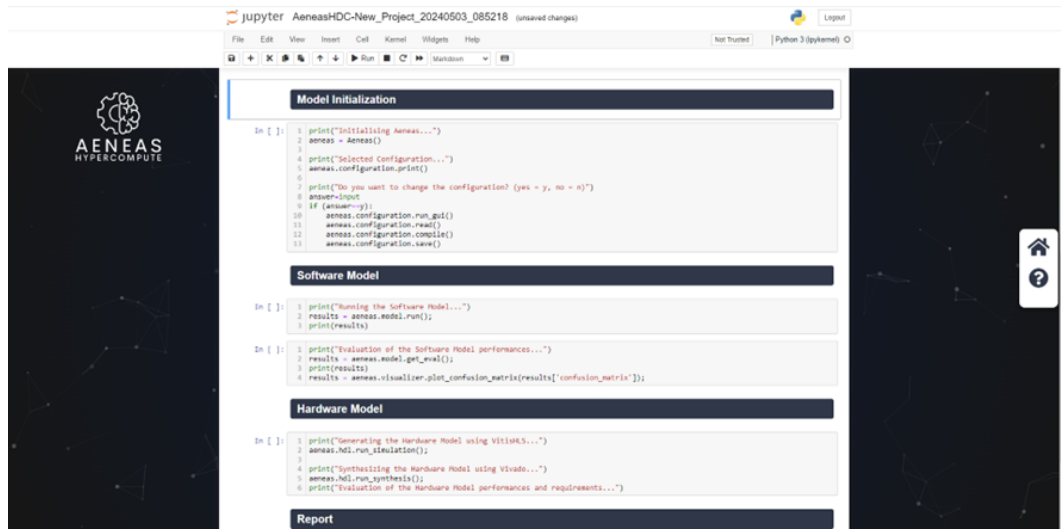 jupyter AeneasHDC-New_Project_20240503_085218 (unsaved changes)
Logout
File Edit View Insert Cell Kernel Widgets Help
Not Trusted
Python 3 (ipykernel)
Run
Markdown
AENEAS
HYPERCOMPUTE
Model Initialization
In [ ]:
1 print("Initialising Aeneas...")
2 aeneas = Aeneas()
3
4 print("Selected Configuration...")
5 aeneas.configuration.print()
6
7 print("Do you want to change the configuration? (yes = y, no = n)")
8 answer=input
9 if (answer==y):
10 aeneas.configuration.run_gui()
11 aeneas.configuration.read()
12 aeneas.configuration.compile()
13 aeneas.configuration.save()
Software Model
In [ ]:
1 print("Running the Software Model...")
2 results = aeneas.model.run();
3 print(results)
In [ ]:
1 print("Evaluation of the Software Model performances...")
2 results = aeneas.model.get_eval();
3 print(results)
4 results = aeneas.visualizer.plot_confusion_matrix(results['confusion_matrix']);
Hardware Model
In [ ]:
1 print("Generating the Hardware Model using VitisHLS...")
2 aeneas.hdl.run_simulation();
3
4 print("Synthesizing the Hardware Model using Vivado...")
5 aeneas.hdl.run_synthesis();
6 print("Evaluation of the Hardware Model performances and requirements...")
Report